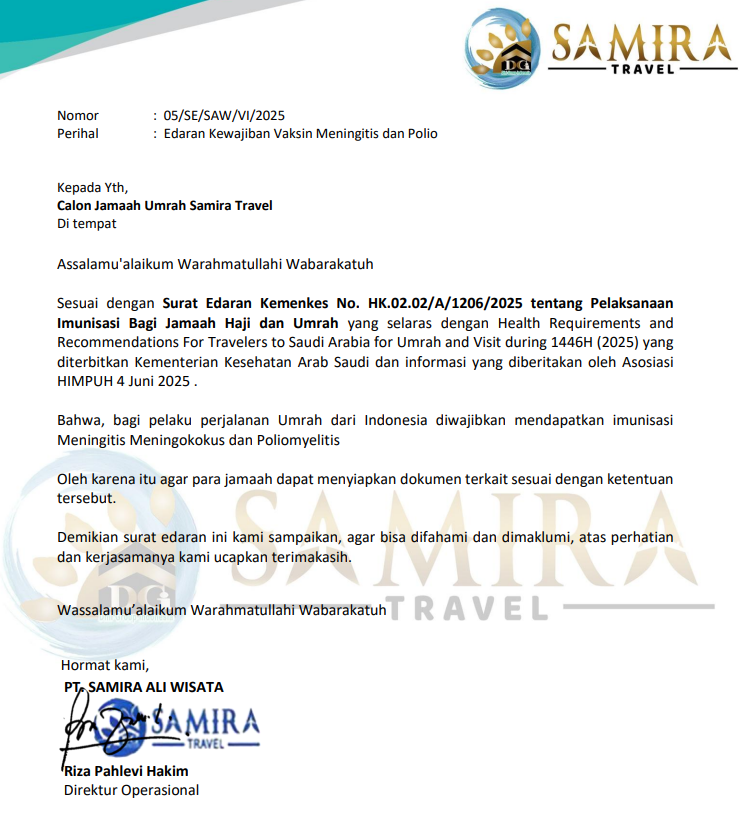 DG
SAMIRA
TRAVEL
Nomor : 05/SE/SAW/VI/2025
Perihal : Edaran Kewajiban Vaksin Meningitis dan Polio
Kepada Yth,
Calon Jamaah Umrah Samira Travel
Di tempat
Assalamu'alaikum Warahmatullahi Wabarakatuh
Sesuai dengan Surat Edaran Kemenkes No. HK.02.02/A/1206/2025 tentang Pelaksanaan
Imunisasi Bagi Jamaah Haji dan Umrah yang selaras dengan Health Requirements and
Recommendations For Travelers to Saudi Arabia for Umrah and Visit during 1446H (2025) yang
diterbitkan Kementerian Kesehatan Arab Saudi dan informasi yang diberitakan oleh Asosiasi
HIMPUH 4 Juni 2025 .
Bahwa, bagi pelaku perjalanan Umrah dari Indonesia diwajibkan mendapatkan imunisasi
Meningitis Meningokokus dan Poliomyelitis
Oleh karena itu agar para jamaah dapat menyiapkan dokumen terkait sesuai dengan ketentuan
tersebut.
Demikian surat edaran ini kami sampaikan, agar bisa difahami dan dimaklumi, atas perhatian
dan kerjasamanya kami ucapkan terimakasih.
Wassalamu’alaikum Warahmatullahi Wabarakatuh
DG
SAMIRA
TRAVEL
Hormat kami,
PT. SAMIRA ALI WISATA
SAMIRA
TRAVEL
Riza Pahlevi Hakim
Direktur Operasional